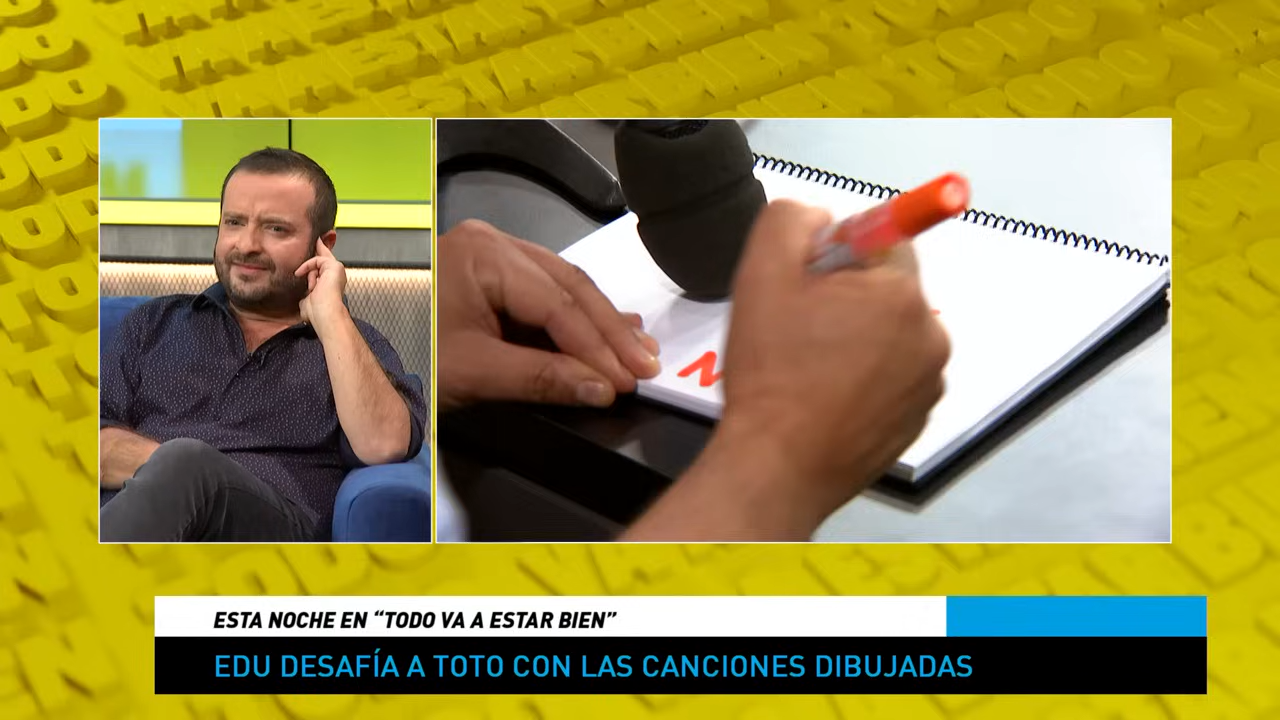 ESTA NOCHE EN “TODO VA A ESTAR BIEN”
EDU DESAFÍA A TOTO CON LAS CANCIONES DIBUJADAS